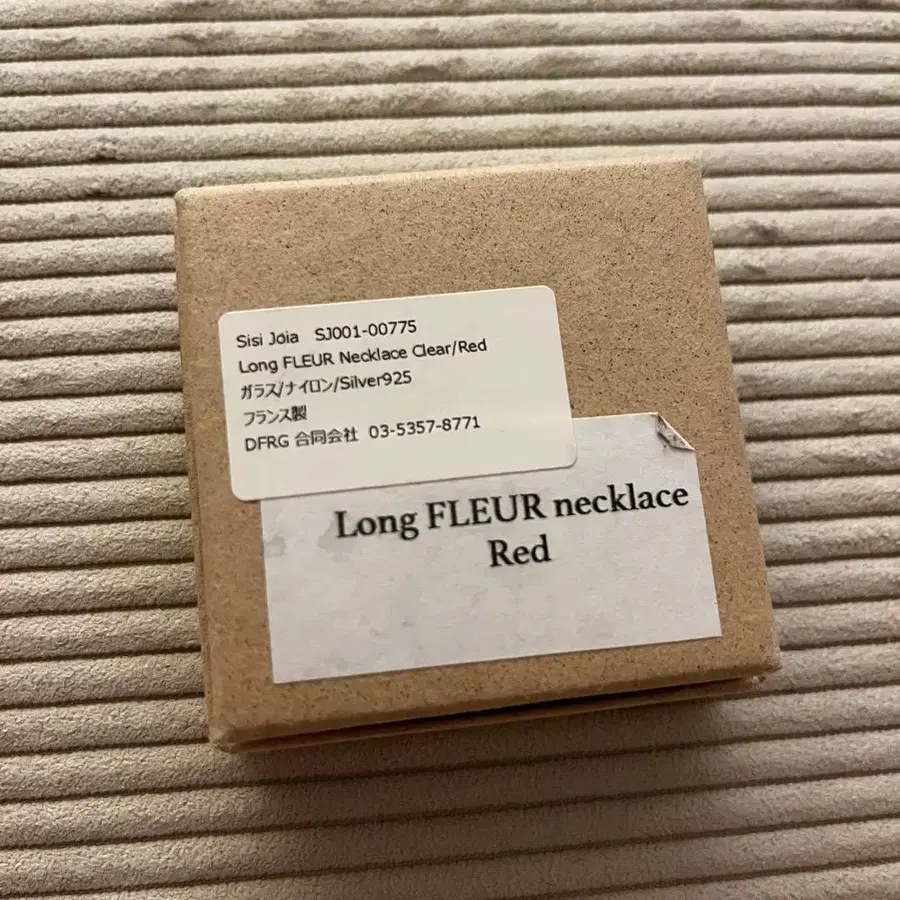 Sisi Joia SJ001-00775
Long FLEUR Necklace Clear/Red
ガラス/ナイロン/Silver925
フランス製
DFRG 合同会社 03-5357-8771
Long FLEUR necklace
Red